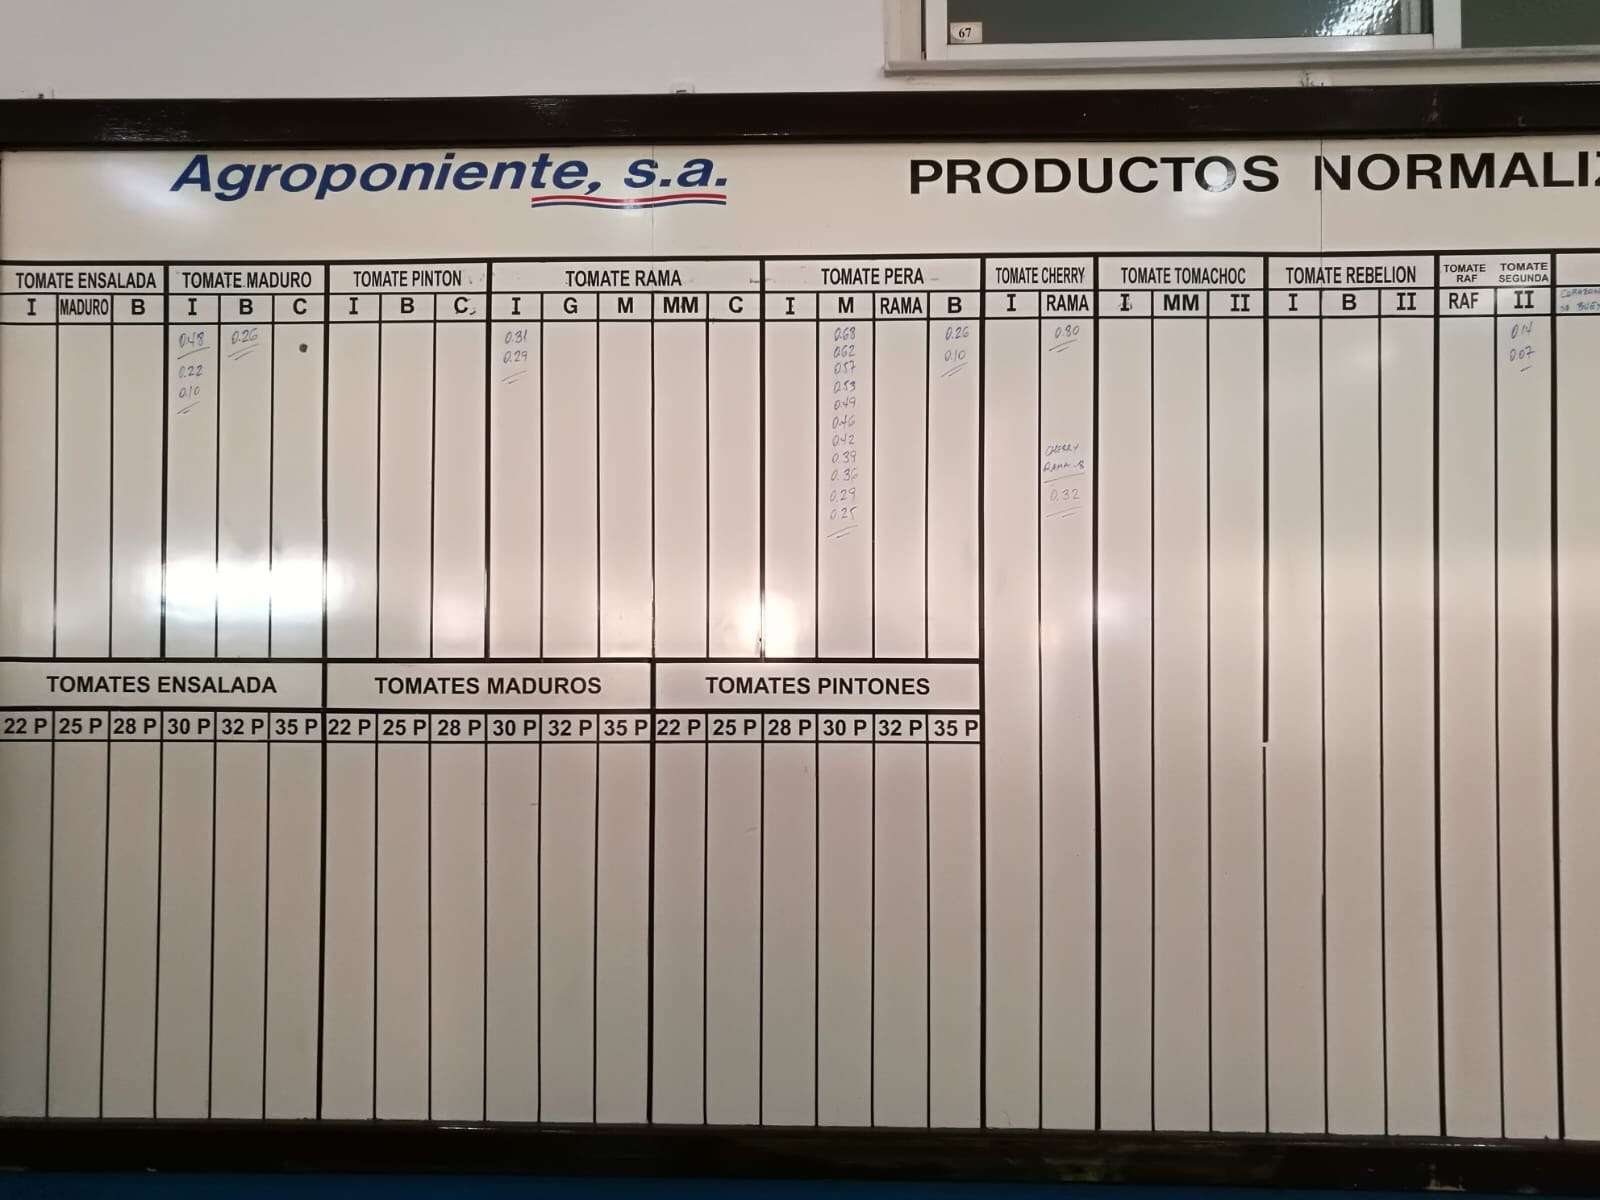 67
Agroponiente, s.a. PRODUCTOS NORMALIZ
TOMATE ENSALADA TOMATE MADURO TOMATE PINTON TOMATE RAMA TOMATE PERA TOMATE CHERRY TOMATE TOMACHOC TOMATE REBELION TOMATE RAF TOMATE SEGUNDA
I MADURO B I B C I B C I G M MM C I M RAMA B I RAMA I MM II I B II RAF II CORAZON
0.48 0.26 0.31 0.68 0.26 0.80 0.14
0.29 0.62 0.10 0.07
0.22 0.57
0.10 0.53
0.49
0.46
0.42
CHERRY
0.39 RAMA B
0.36
0.29 0.32
0.25
TOMATES ENSALADA TOMATES MADUROS TOMATES PINTONES
22 P 25 P 28 P 30 P 32 P 35 P 22 P 25 P 28 P 30 P 32 P 35 P 22 P 25 P 28 P 30 P 32 P 35 P